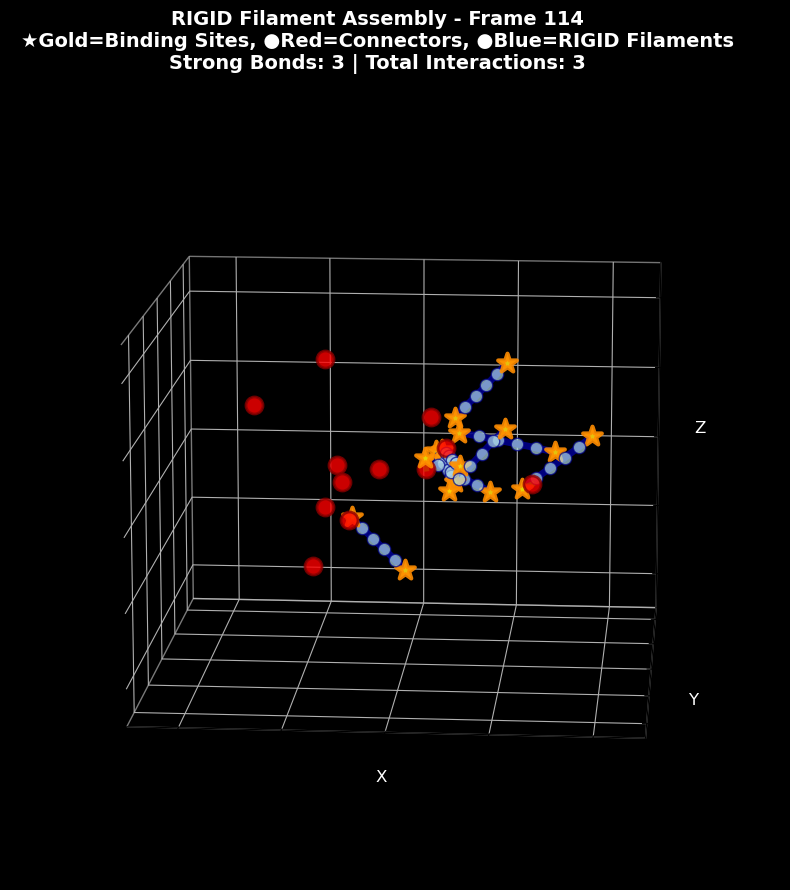 RIGID Filament Assembly - Frame 114
★Gold=Binding Sites, ●Red=Connectors, ●Blue=RIGID Filaments
Strong Bonds: 3 | Total Interactions: 3
Z
Y
X